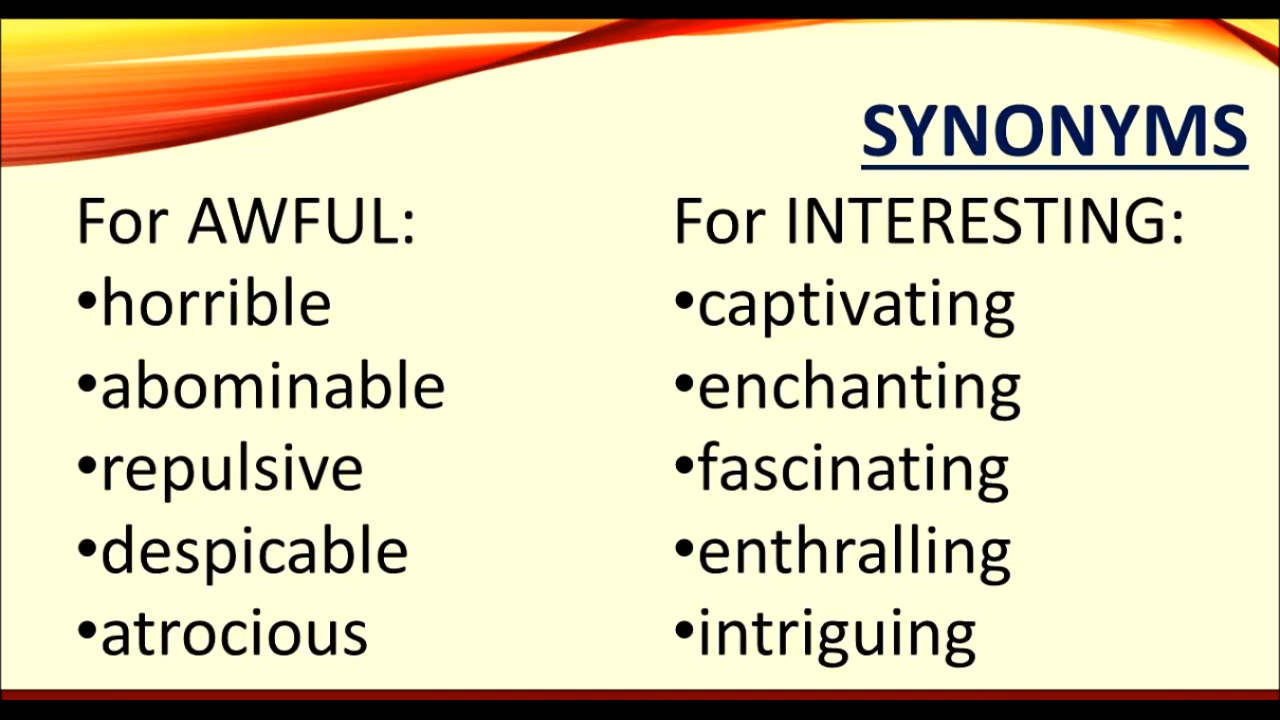 SYNONYMS
For AWFUL:
•horrible
•abominable
•repulsive
•despicable
•atrocious
For INTERESTING:
•captivating
•enchanting
•fascinating
•enthralling
•intriguing